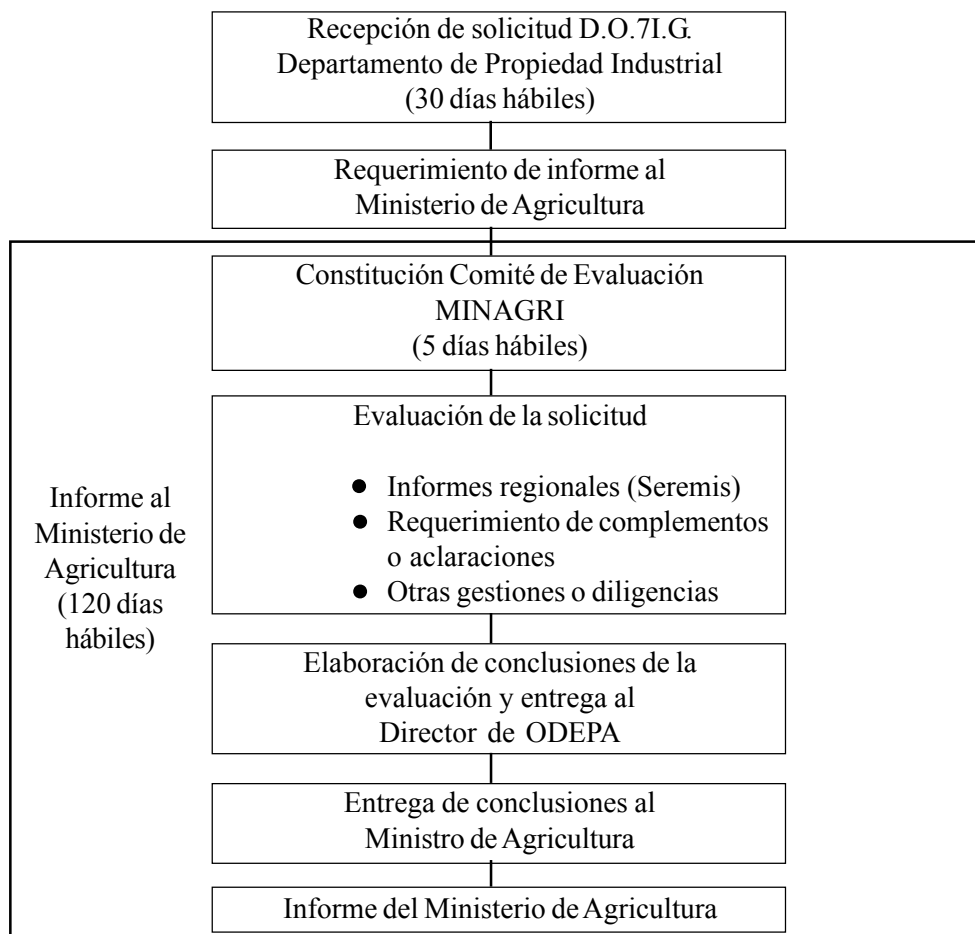 Recepción de solicitud D.O.7I.G.
Departamento de Propiedad Industrial
(30 días hábiles)
Requerimiento de informe al
Ministerio de Agricultura
Constitución Comité de Evaluación
MINAGRI
(5 días hábiles)
Evaluación de la solicitud
● Informes regionales (Seremis)
● Requerimiento de complementos
o aclaraciones
● Otras gestiones o diligencias
Informe al
Ministerio de
Agricultura
(120 días
hábiles)
Elaboración de conclusiones de la
evaluación y entrega al
Director de ODEPA
Entrega de conclusiones al
Ministro de Agricultura
Informe del Ministerio de Agricultura